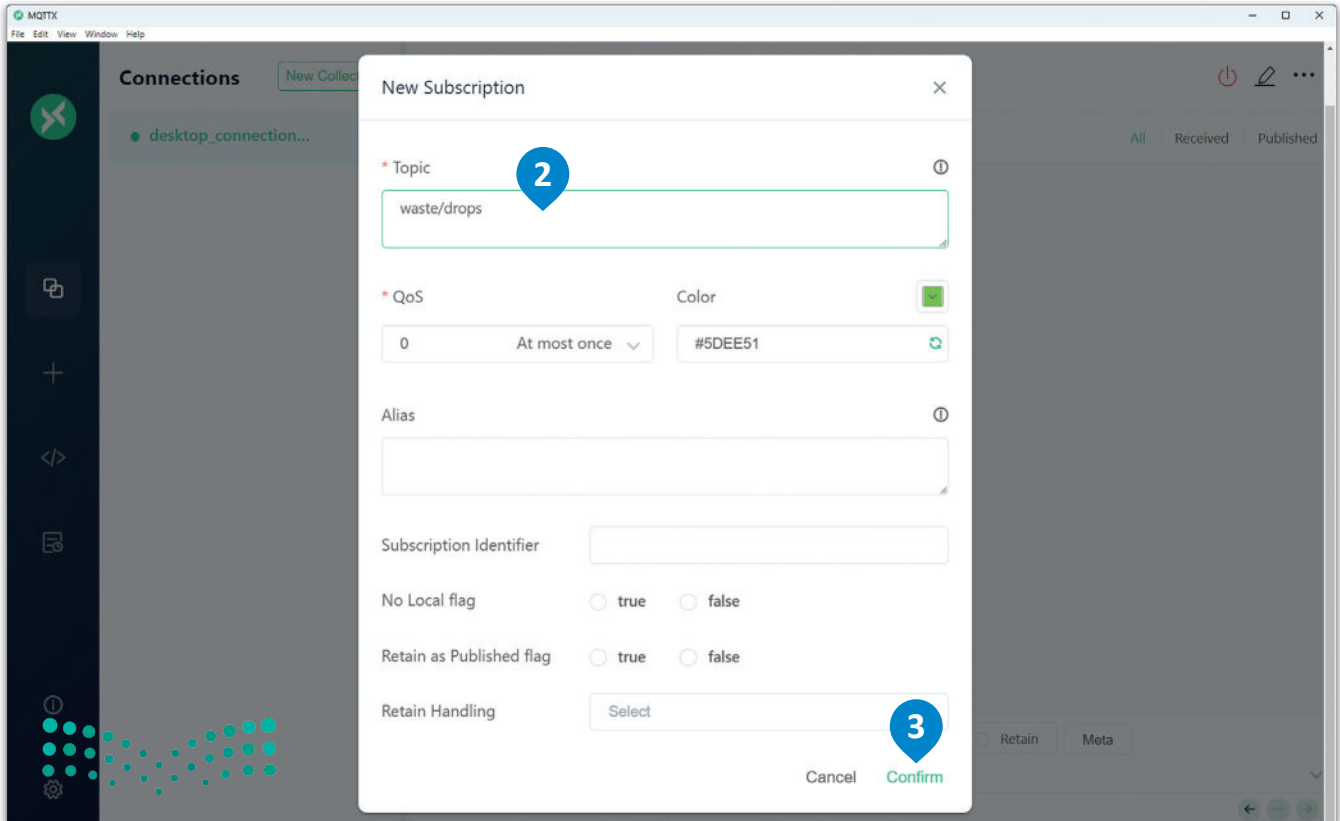 MQTTX
File Edit View Window Help
Connections
New Collec
desktop_connection...
All Received Published
New Subscription
* Topic
2
waste/drops
* QoS Color
0 At most once #5DEE51
Alias
Subscription Identifier
No Local flag true false
Retain as Published flag true false
Retain Handling Select
3
Retain Meta
Cancel Confirm